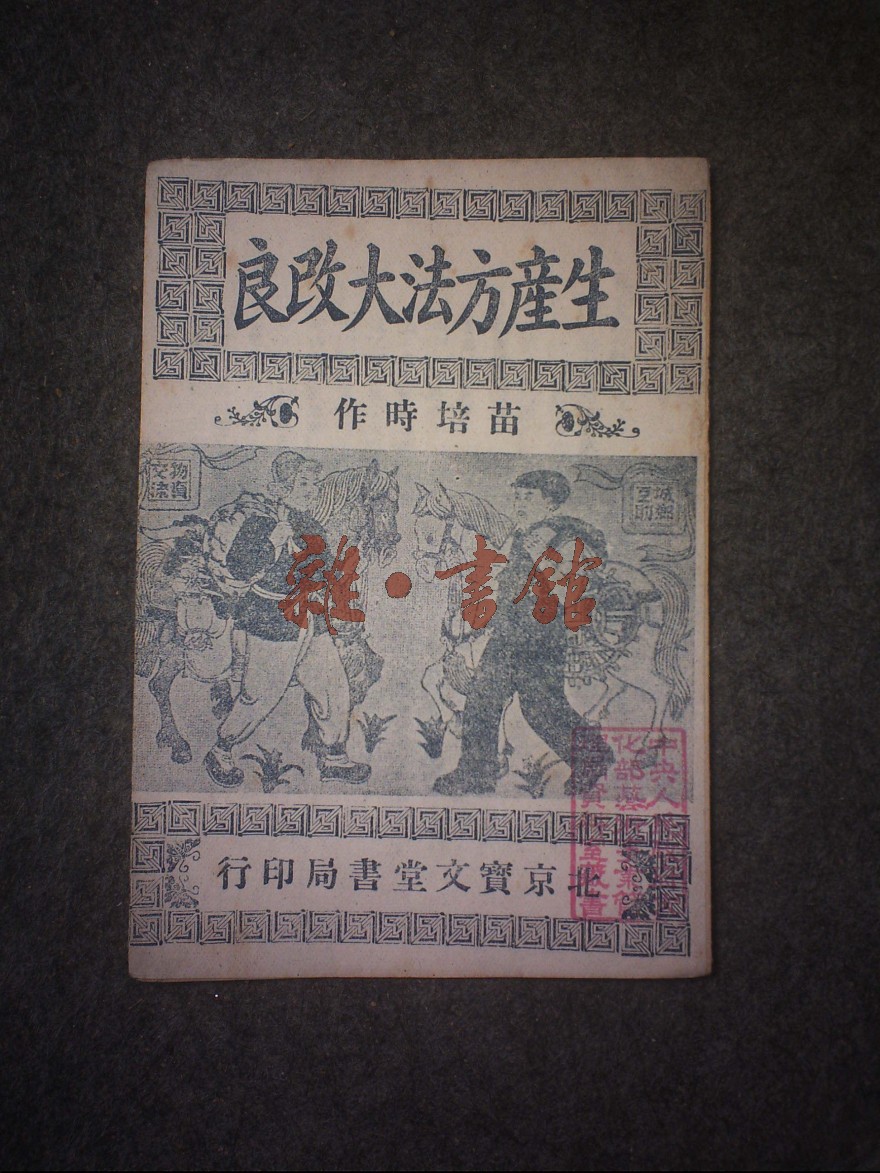 生產方法大改良
苗培時作
物資
交流
城鄉
互助
雜·書舘
北京寶文堂書局印行
中央人
化部藝